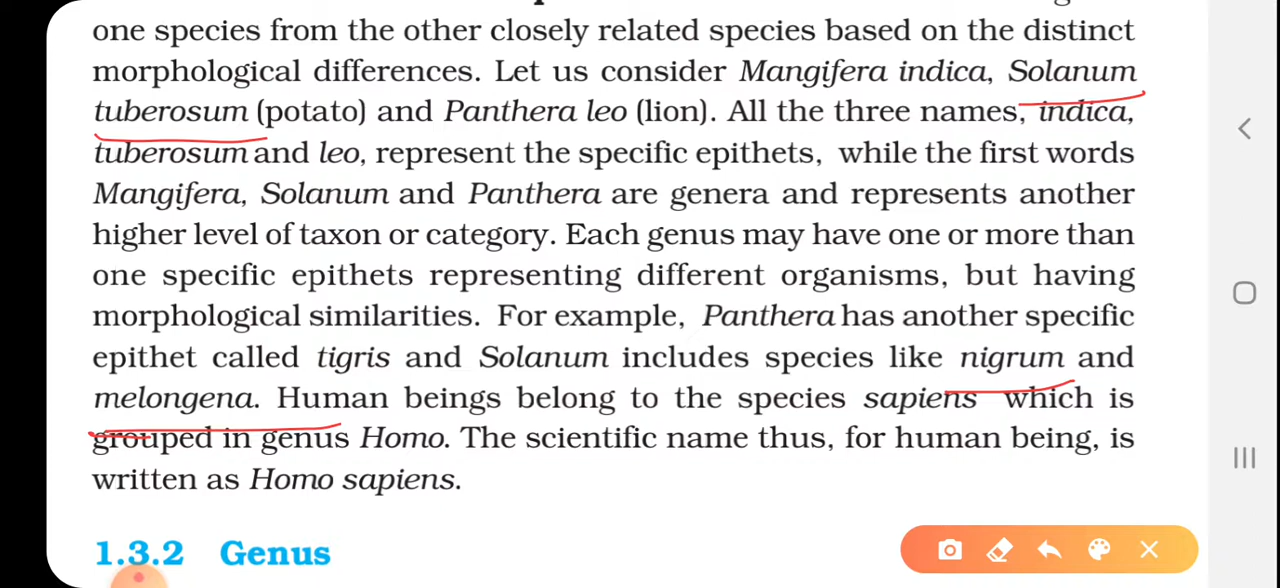 one species from the other closely related species based on the distinct
morphological differences. Let us consider Mangifera indica, Solanum
tuberosum (potato) and Panthera leo (lion). All the three names, indica,
tuberosum and leo, represent the specific epithets, while the first words
Mangifera, Solanum and Panthera are genera and represents another
higher level of taxon or category. Each genus may have one or more than
one specific epithets representing different organisms, but having
morphological similarities. For example, Panthera has another specific
epithet called tigris and Solanum includes species like nigrum and
melongena. Human beings belong to the species sapiens which is
grouped in genus Homo. The scientific name thus, for human being, is
written as Homo sapiens.
1.3.2 Genus